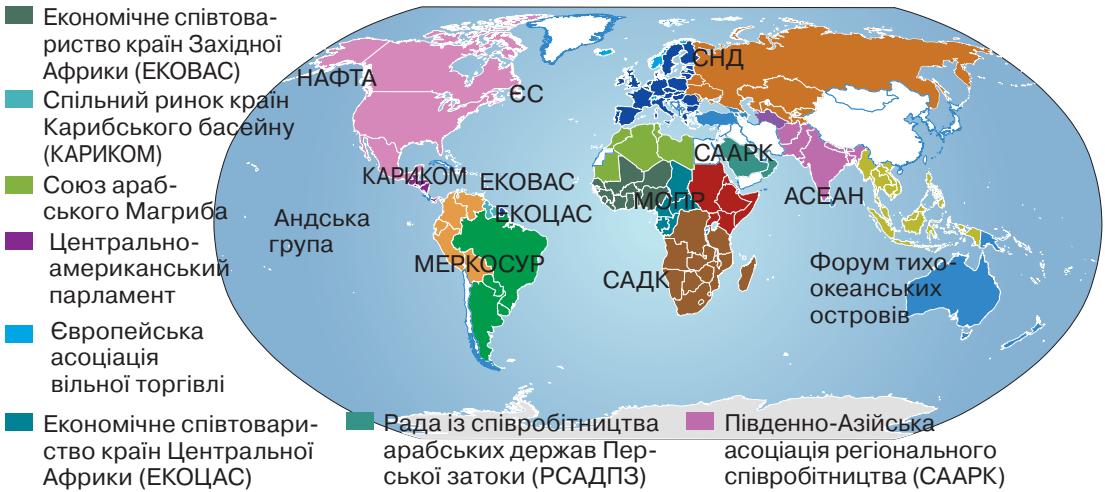 Економічне співтова-
риство країн Західної
Африки (ЕКОВАС)
Спільний ринок країн
Карибського басейну
(КАРИКОМ)
Союз араб-
ського Магриба
Центрально-
американський
парламент
Європейська
асоціація
вільної торгівлі
Економічне співтовари-
ство країн Центральної
Африки (ЕКОЦАС)
Рада із співробітництва
арабських держав Пер-
ської затоки (РСАДПЗ)
Південно-Азійська
асоціація регіонального
співробітництва (СААРК)
НАФТА
ЄС
СНД
КАРИКОМ
ЕКОВАС
ЕКОЦАС
СААРК
МОПР
АСЕАН
Андська
група
МЕРКОСУР
САДК
Форум тихо-
океанських
островів